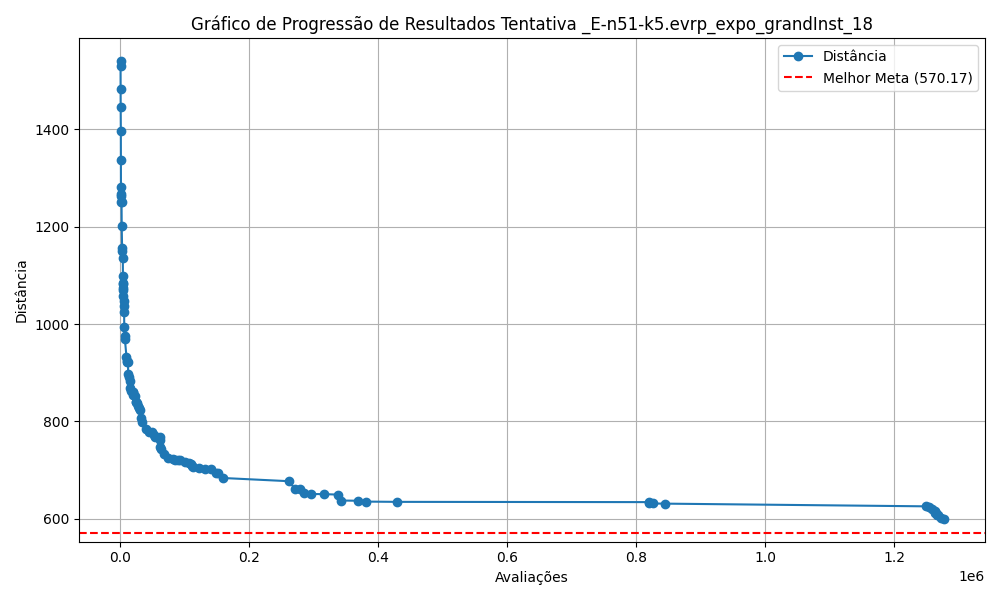 Gráfico de Progressão de Resultados Tentativa _E-n51-k5.evrp_expo_grandInst_18
Distância
Melhor Meta (570.17)
1400
1200
1000
800
600
Distância
0.0 0.2 0.4 0.6 0.8 1.0 1.2
1e6
Avaliações